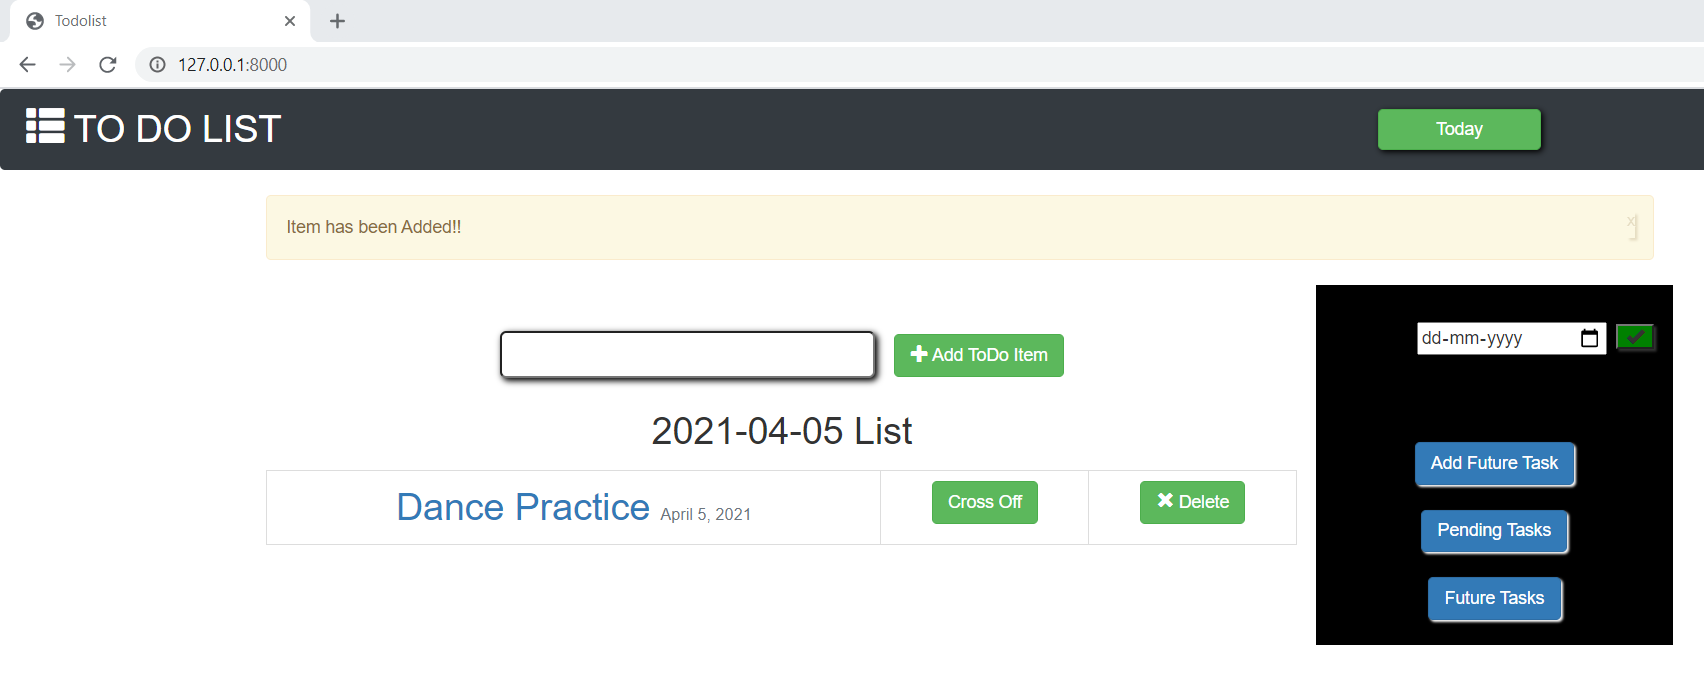 Todolist
127.0.0.1:8000
TO DO LIST
Today
Item has been Added!!
x
dd-mm-yyyy
Add ToDo Item
2021-04-05 List
Add Future Task
Dance Practice April 5, 2021
Cross Off
Delete
Pending Tasks
Future Tasks